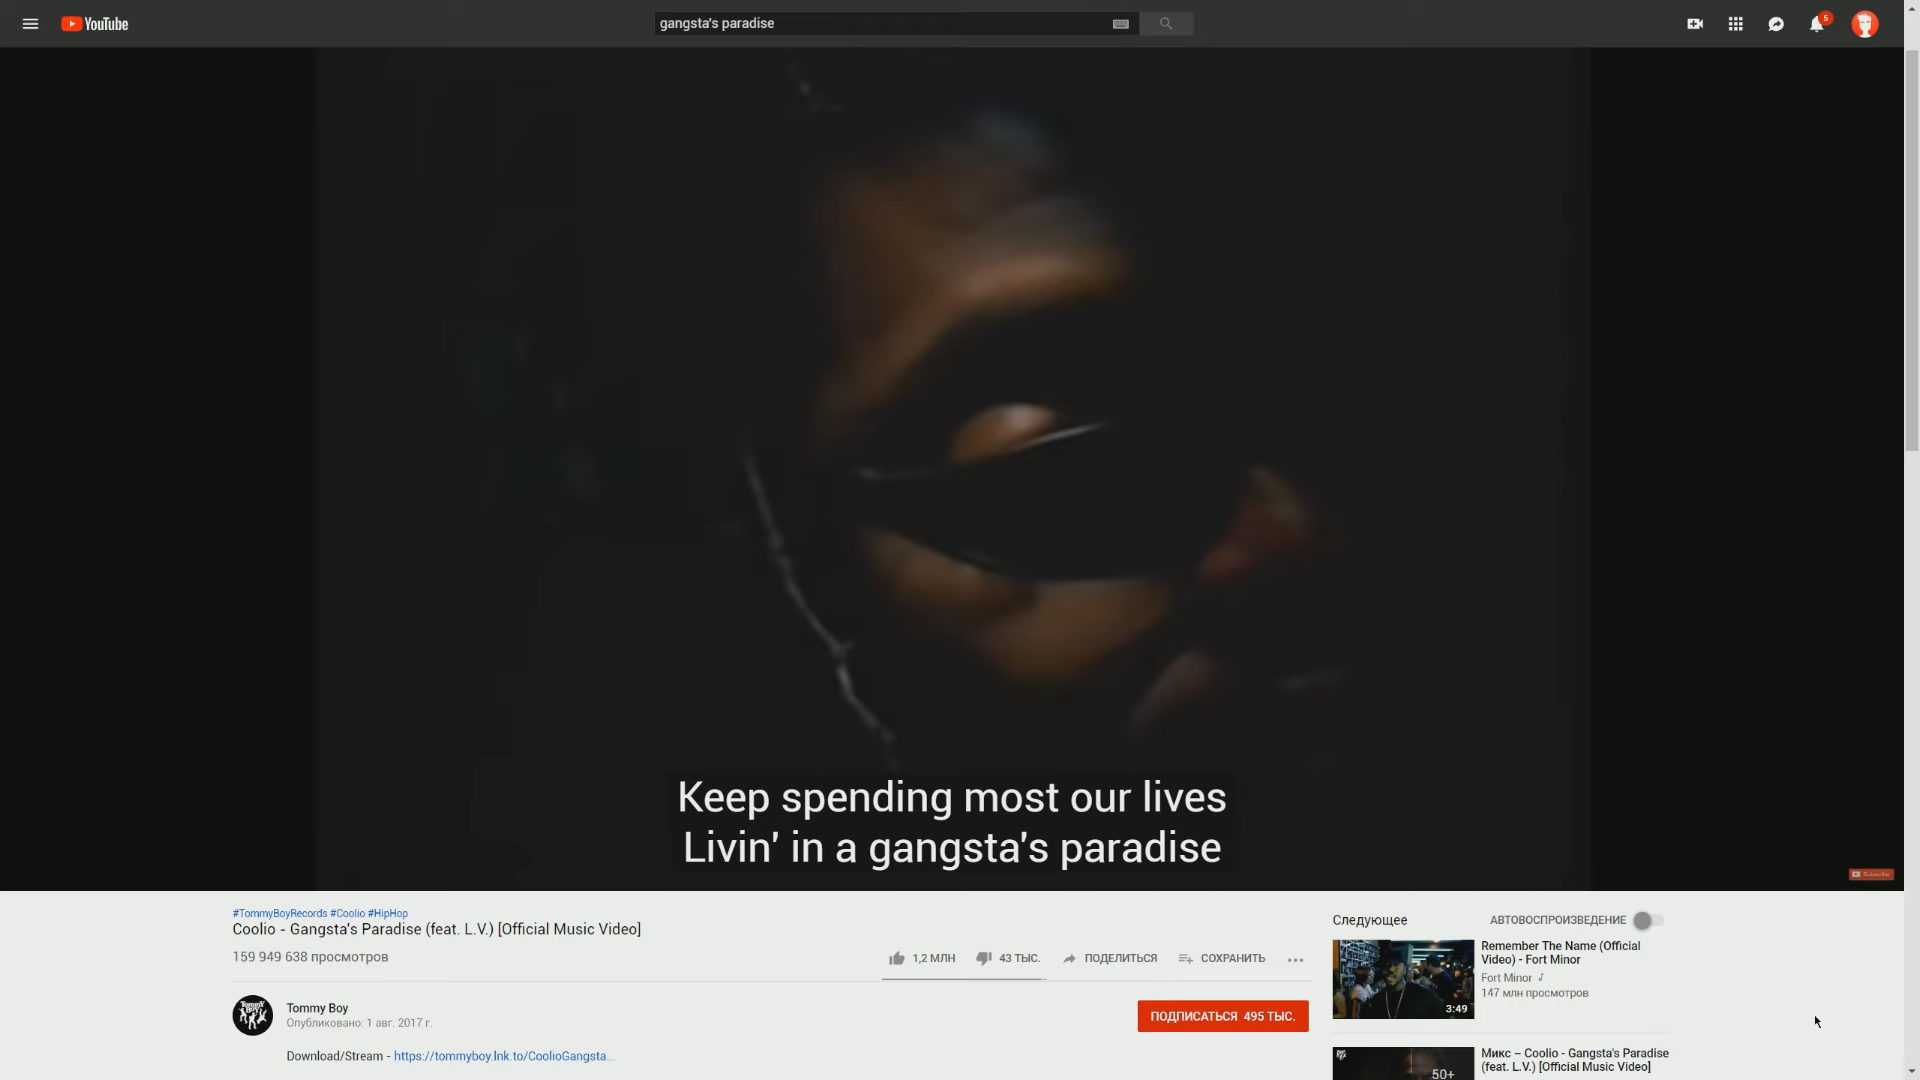 YouTube
gangsta's paradise
5
Keep spending most our lives
Livin' in a gangsta's paradise
Subscribe
#TommyBoyRecords #Coolio #HipHop
Coolio - Gangsta's Paradise (feat. L.V.) [Official Music Video]
159 949 638 просмотров
1,2 МЛН
43 ТЫС.
ПОДЕЛИТЬСЯ
СОХРАНИТЬ
Tommy Boy
Опубликовано: 1 авг. 2017 г.
ПОДПИСАТЬСЯ 495 ТЫС.
Download/Stream - https://tommyboy.lnk.to/CoolioGangsta...
Следующее
АВТОВОСПРОИЗВЕДЕНИЕ
3:49
Remember The Name (Official
Video) - Fort Minor
Fort Minor
147 млн просмотров
50+
Микс – Coolio - Gangsta's Paradise
(feat. L.V.) [Official Music Video]